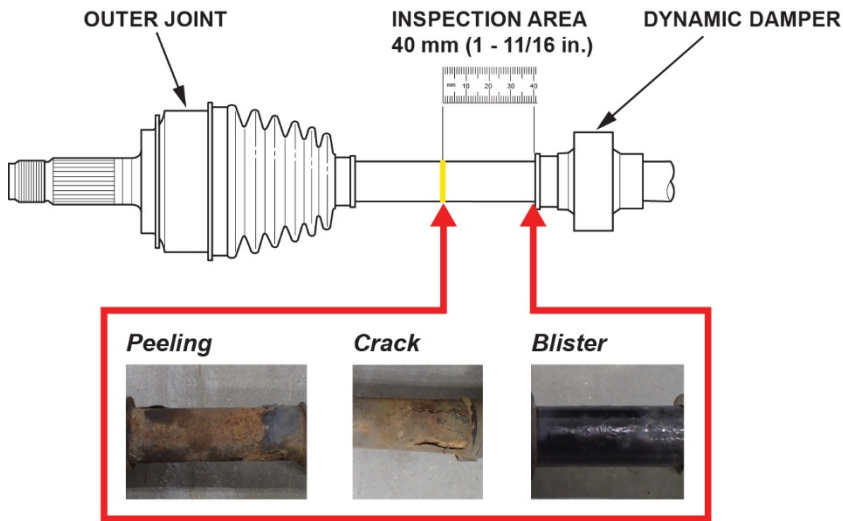 OUTER JOINT
INSPECTION AREA
40 mm (1 - 11/16 in.)
DYNAMIC DAMPER
mm 10 20 30 40
Peeling
Crack
Blister